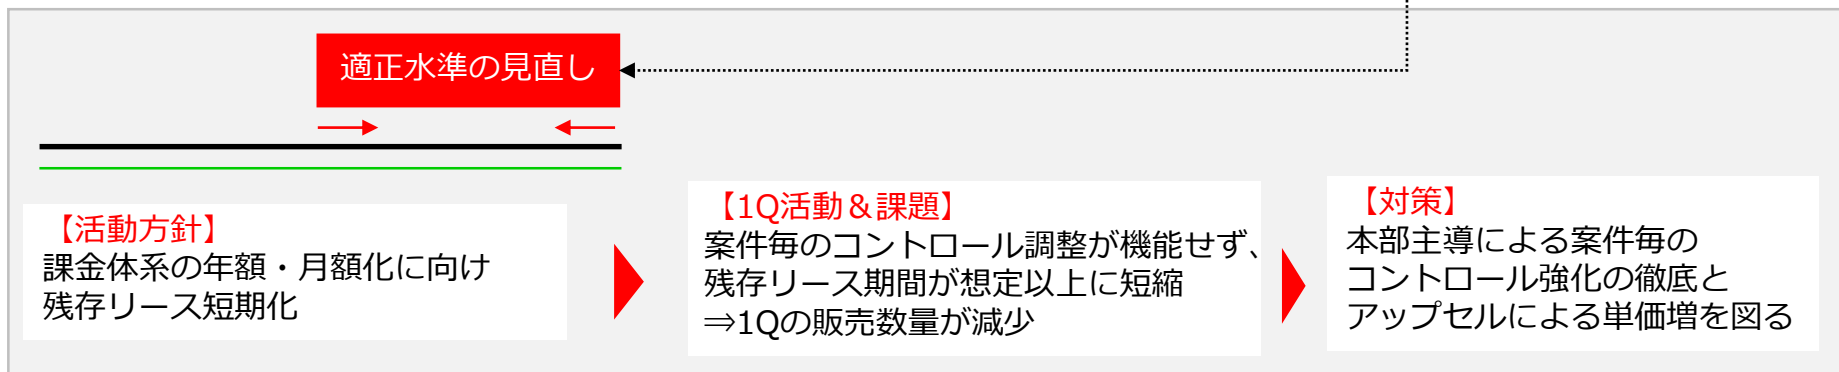 適正水準の見直し
【活動方針】
課金体系の年額・月額化に向け
残存リース短期化
【1Q活動＆課題】
案件毎のコントロール調整が機能せず、
残存リース期間が想定以上に短縮
⇒1Qの販売数量が減少
【対策】
本部主導による案件毎の
コントロール強化の徹底と
アップセルによる単価増を図る